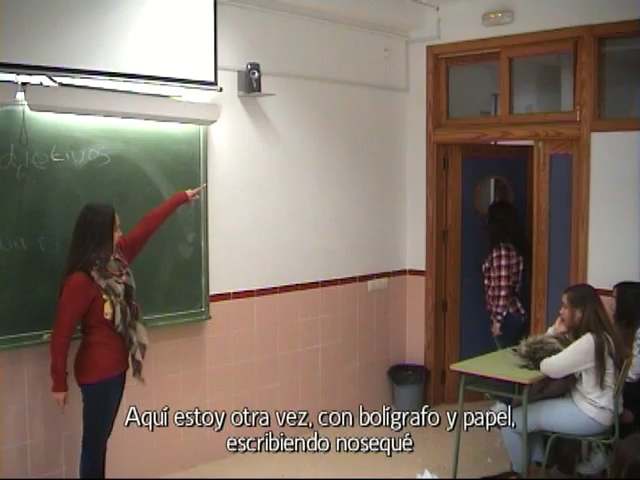 adjetivos
Aquí estoy otra vez, con bolígrafo y papel,
escribiendo nosequé